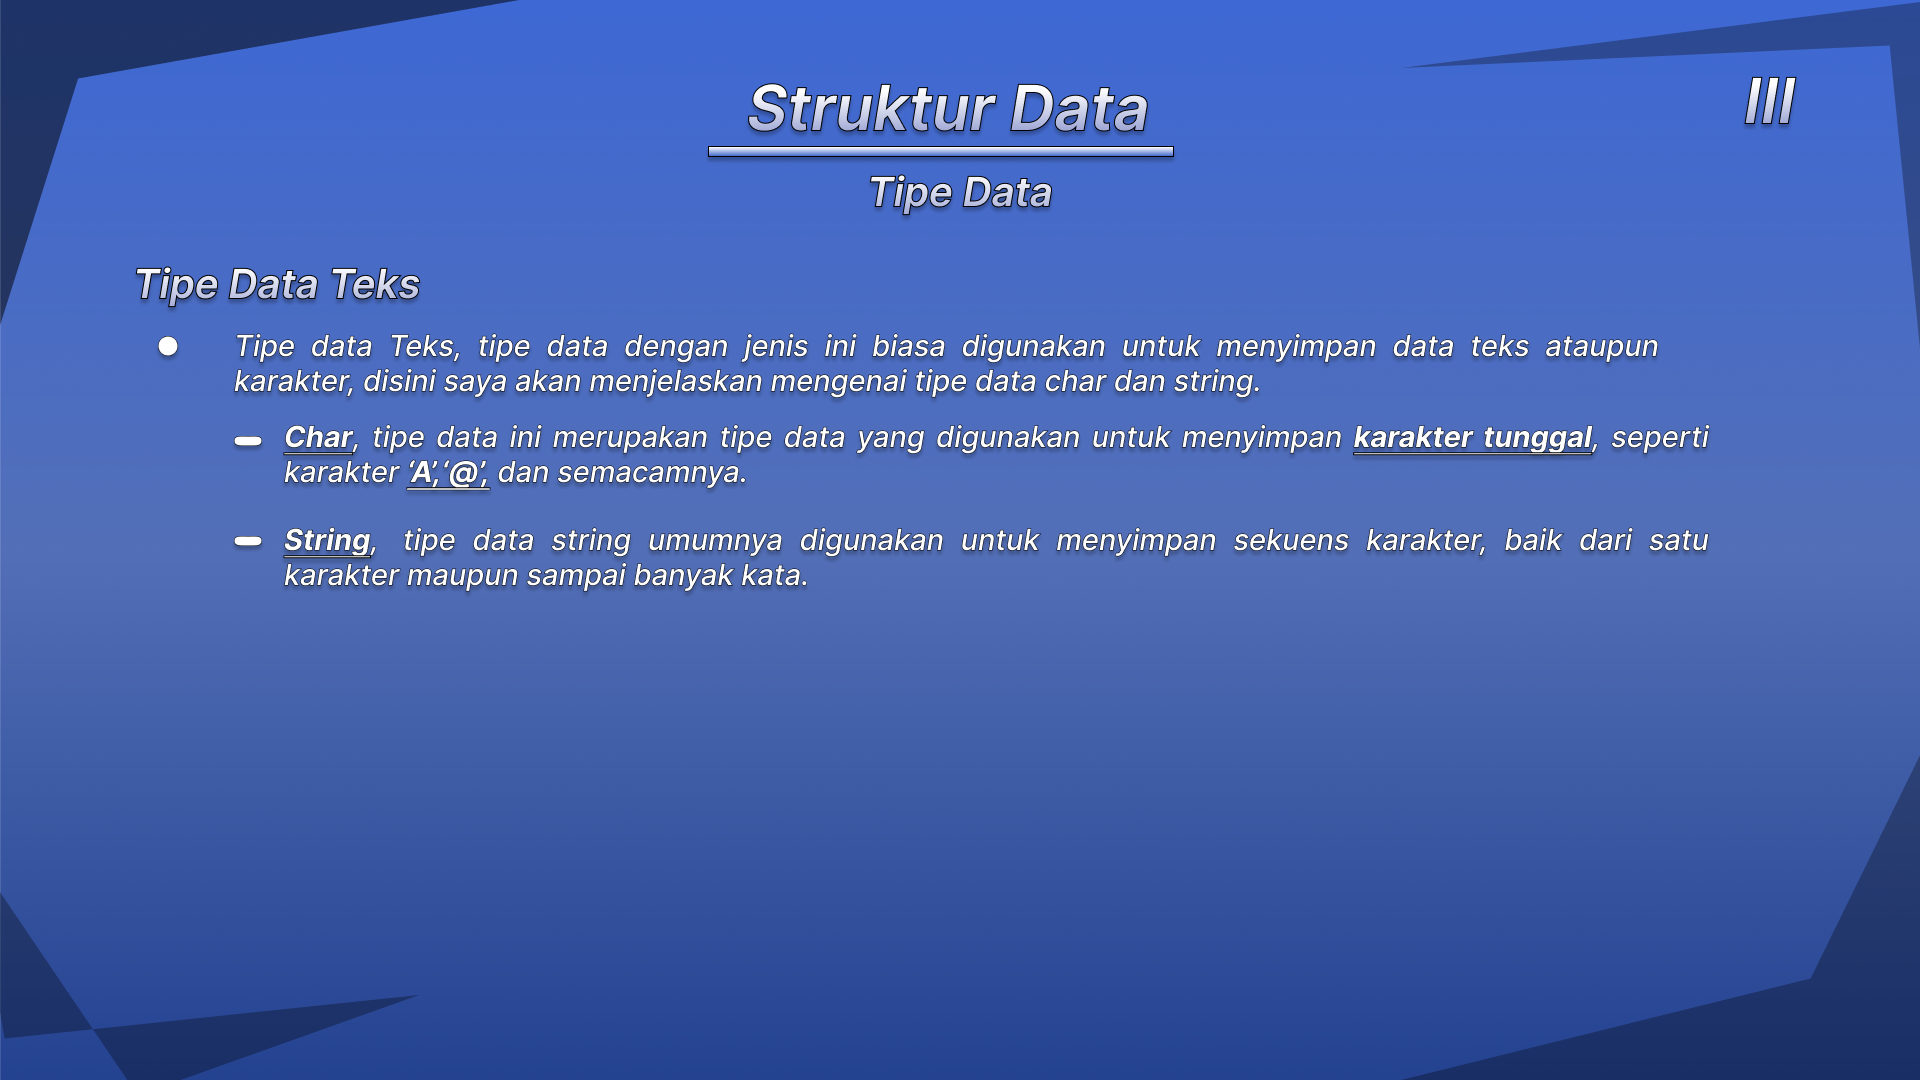 Struktur Data
III
Tipe Data
Tipe Data Teks
Tipe data Teks, tipe data dengan jenis ini biasa digunakan untuk menyimpan data teks ataupun
karakter, disini saya akan menjelaskan mengenai tipe data char dan string.
Char, tipe data ini merupakan tipe data yang digunakan untuk menyimpan karakter tunggal, seperti
karakter ‘A’, ‘@’, dan semacamnya.
String, tipe data string umumnya digunakan untuk menyimpan sekuens karakter, baik dari satu
karakter maupun sampai banyak kata.